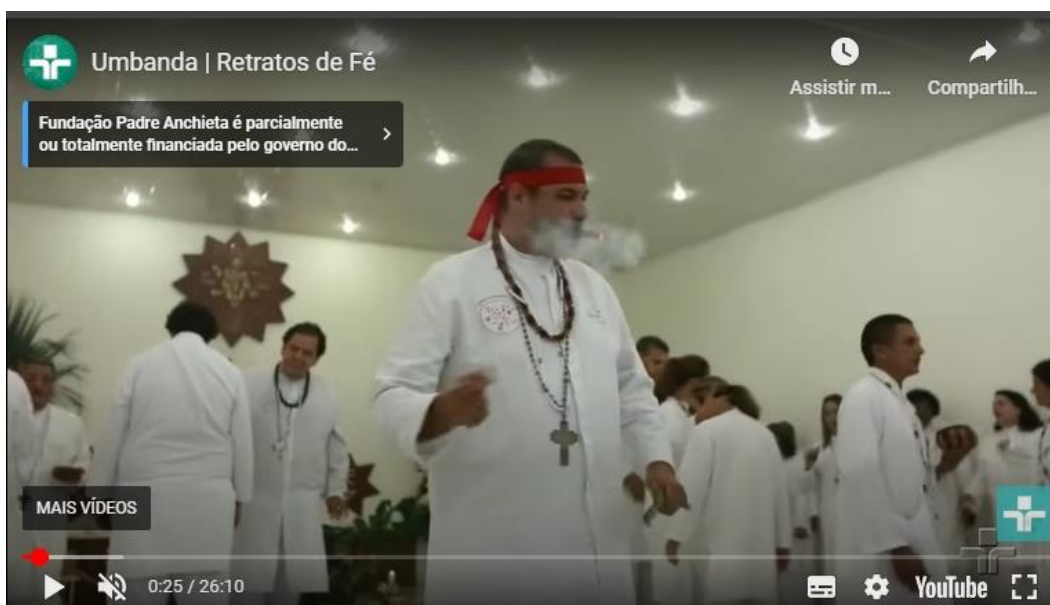 Umbanda | Retratos de Fé
Assistir m...
Compartilh...
Fundação Padre Anchieta é parcialmente
ou totalmente financiada pelo governo do...
MAIS VÍDEOS
0:25 / 26:10
YouTube